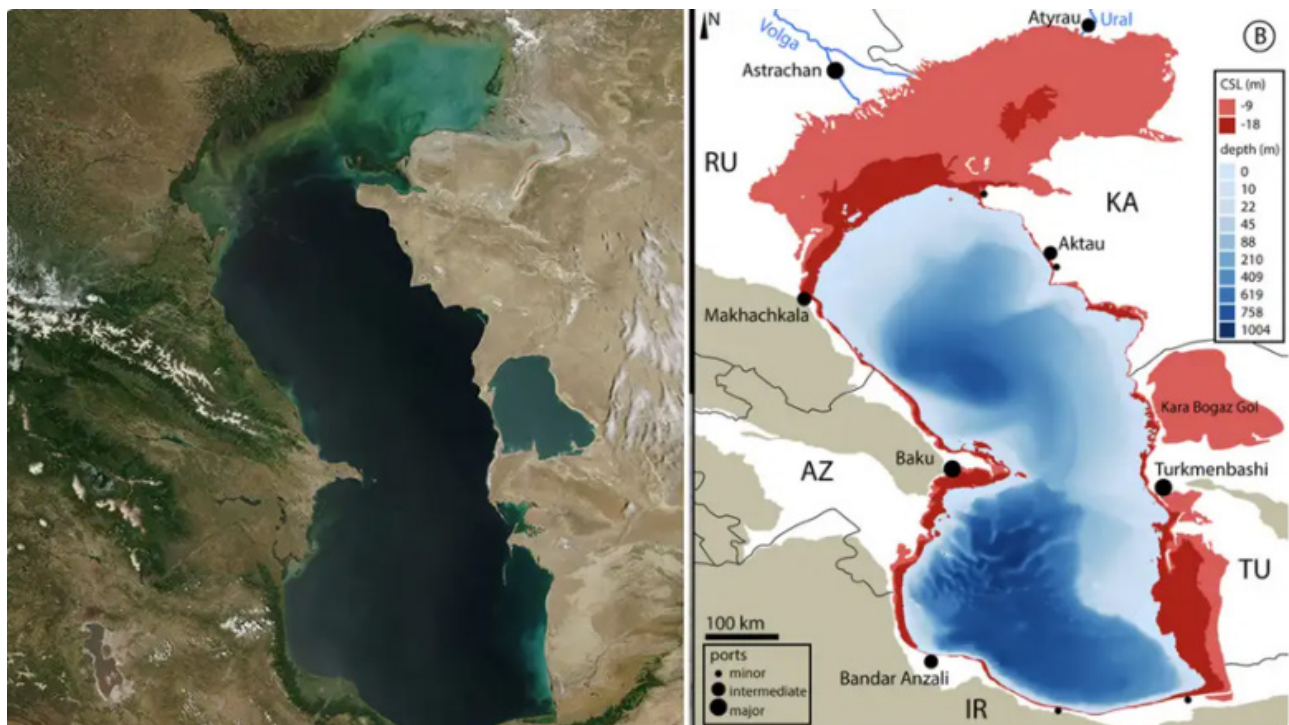 N
Atyrau
Ural
B
Volga
Astrachan
CSL (m)
-9
-18
depth (m)
0
10
22
45
88
210
409
619
758
1004
RU
KA
Aktau
Makhachkala
Kara Bogaz Gol
Baku
Turkmenbashi
AZ
TU
100 km
ports
minor
intermediate
major
Bandar Anzali
IR